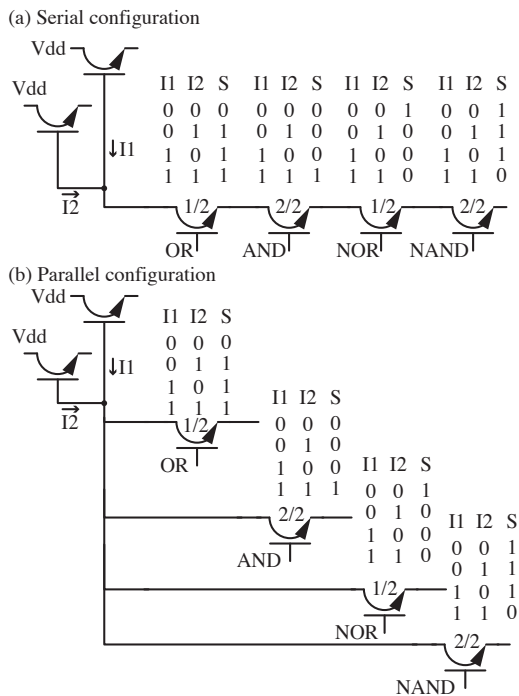 (a) Serial configuration
Vdd
Vdd
I1 I2 S I1 I2 S I1 I2 S I1 I2 S
0 0 0 0 0 0 0 0 1 0 0 1
0 1 1 0 1 0 0 1 0 0 1 1
1 0 1 1 0 0 1 0 0 1 0 1
1 1 1 1 1 1 1 1 0 1 1 0
I1
I2
1/2 2/2 1/2 2/2
OR AND NOR NAND
(b) Parallel configuration
Vdd
Vdd
I1
I2
I1 I2 S
0 0 0
0 1 1
1 0 1
1 1 1
1/2
OR
I1 I2 S
0 0 0
0 1 0
1 0 0
1 1 1
2/2
AND
I1 I2 S
0 0 1
0 1 0
1 0 0
1 1 0
1/2
NOR
I1 I2 S
0 0 1
0 1 1
1 0 1
1 1 0
2/2
NAND